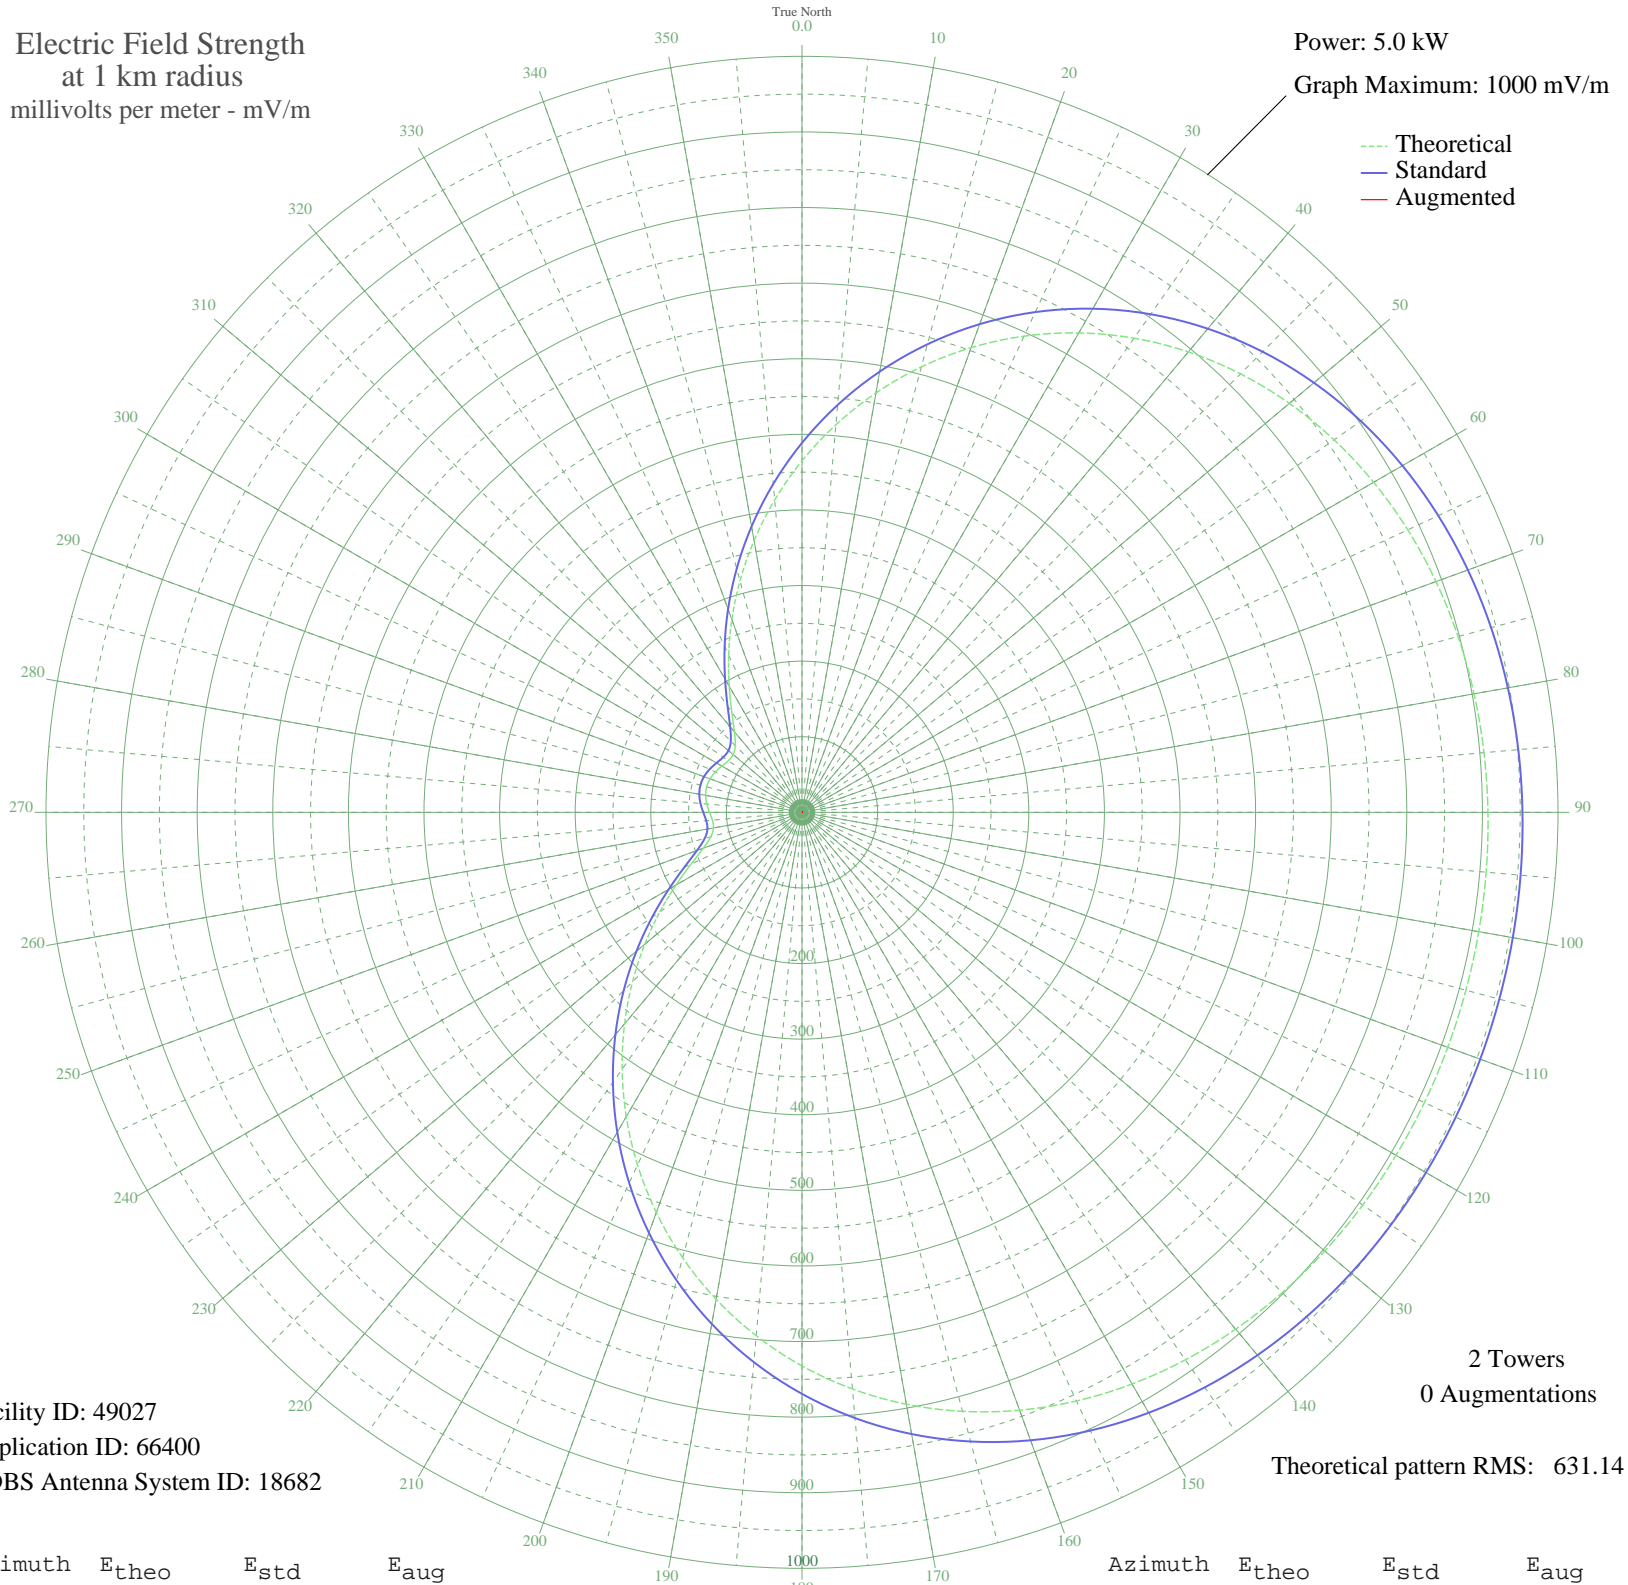 True North
0.0
Electric Field Strength
at 1 km radius
millivolts per meter - mV/m
Power: 5.0 kW
Graph Maximum: 1000 mV/m
Theoretical
Standard
Augmented
10
20
30
40
50
60
70
80
90
100
110
120
130
140
150
160
170
190
200
210
220
230
240
250
260
270
280
290
300
310
320
330
340
350
200
300
400
500
600
700
800
900
1000
2 Towers
0 Augmentations
Theoretical pattern RMS: 631.14
cility ID: 49027
plication ID: 66400
DBS Antenna System ID: 18682
imuth Etheo Estd Eaug
Azimuth Etheo Estd Eaug